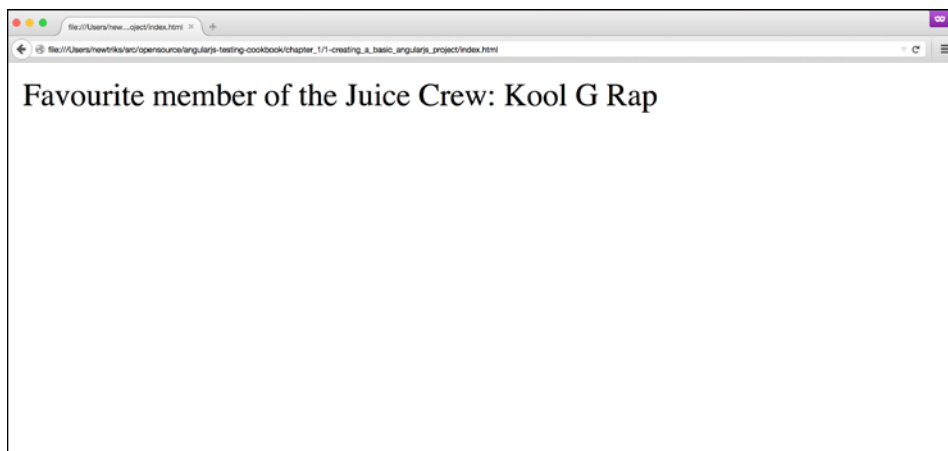 file:///Users/new...oject/index.html
file:///Users/newtriks/src/opensource/angularjs-testing-cookbook/chapter_1/1-creating_a_basic_angularjs_project/index.html
Favourite member of the Juice Crew: Kool G Rap